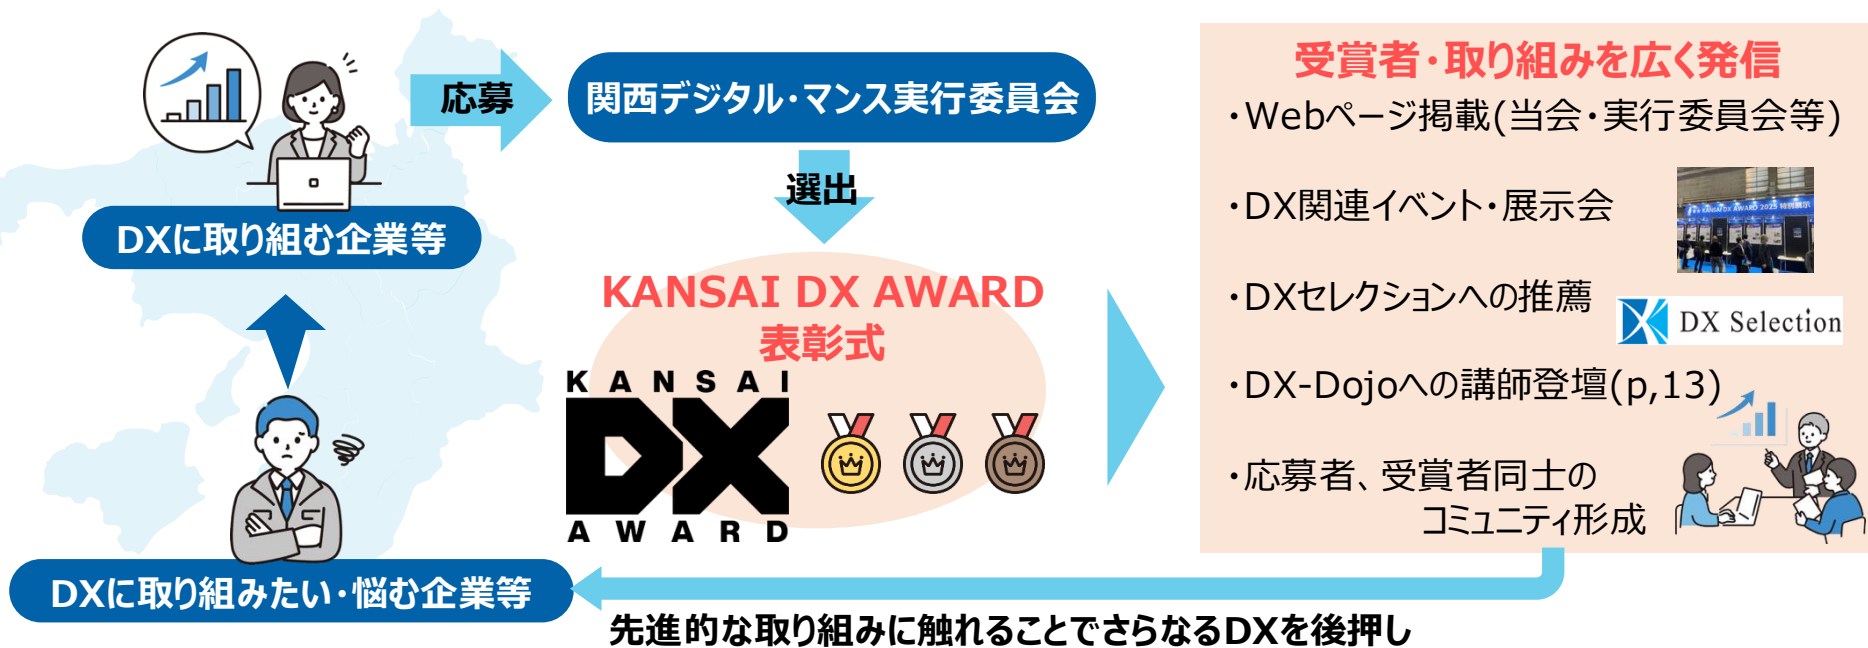 応募
関西デジタル・マンス実行委員会
選出
DXに取り組む企業等
KANSAI DX AWARD
表彰式
KANSAI
DX
AWARD
DXに取り組みたい・悩む企業等
受賞者・取り組みを広く発信
・Webページ掲載(当会・実行委員会等)
・DX関連イベント・展示会
KANSAI DX AWARD 2025 特別展示
・DXセレクションへの推薦
DX Selection
・DX-Dojoへの講師登壇(p,13)
・応募者、受賞者同士の
コミュニティ形成
先進的な取り組みに触れることでさらなるDXを後押し